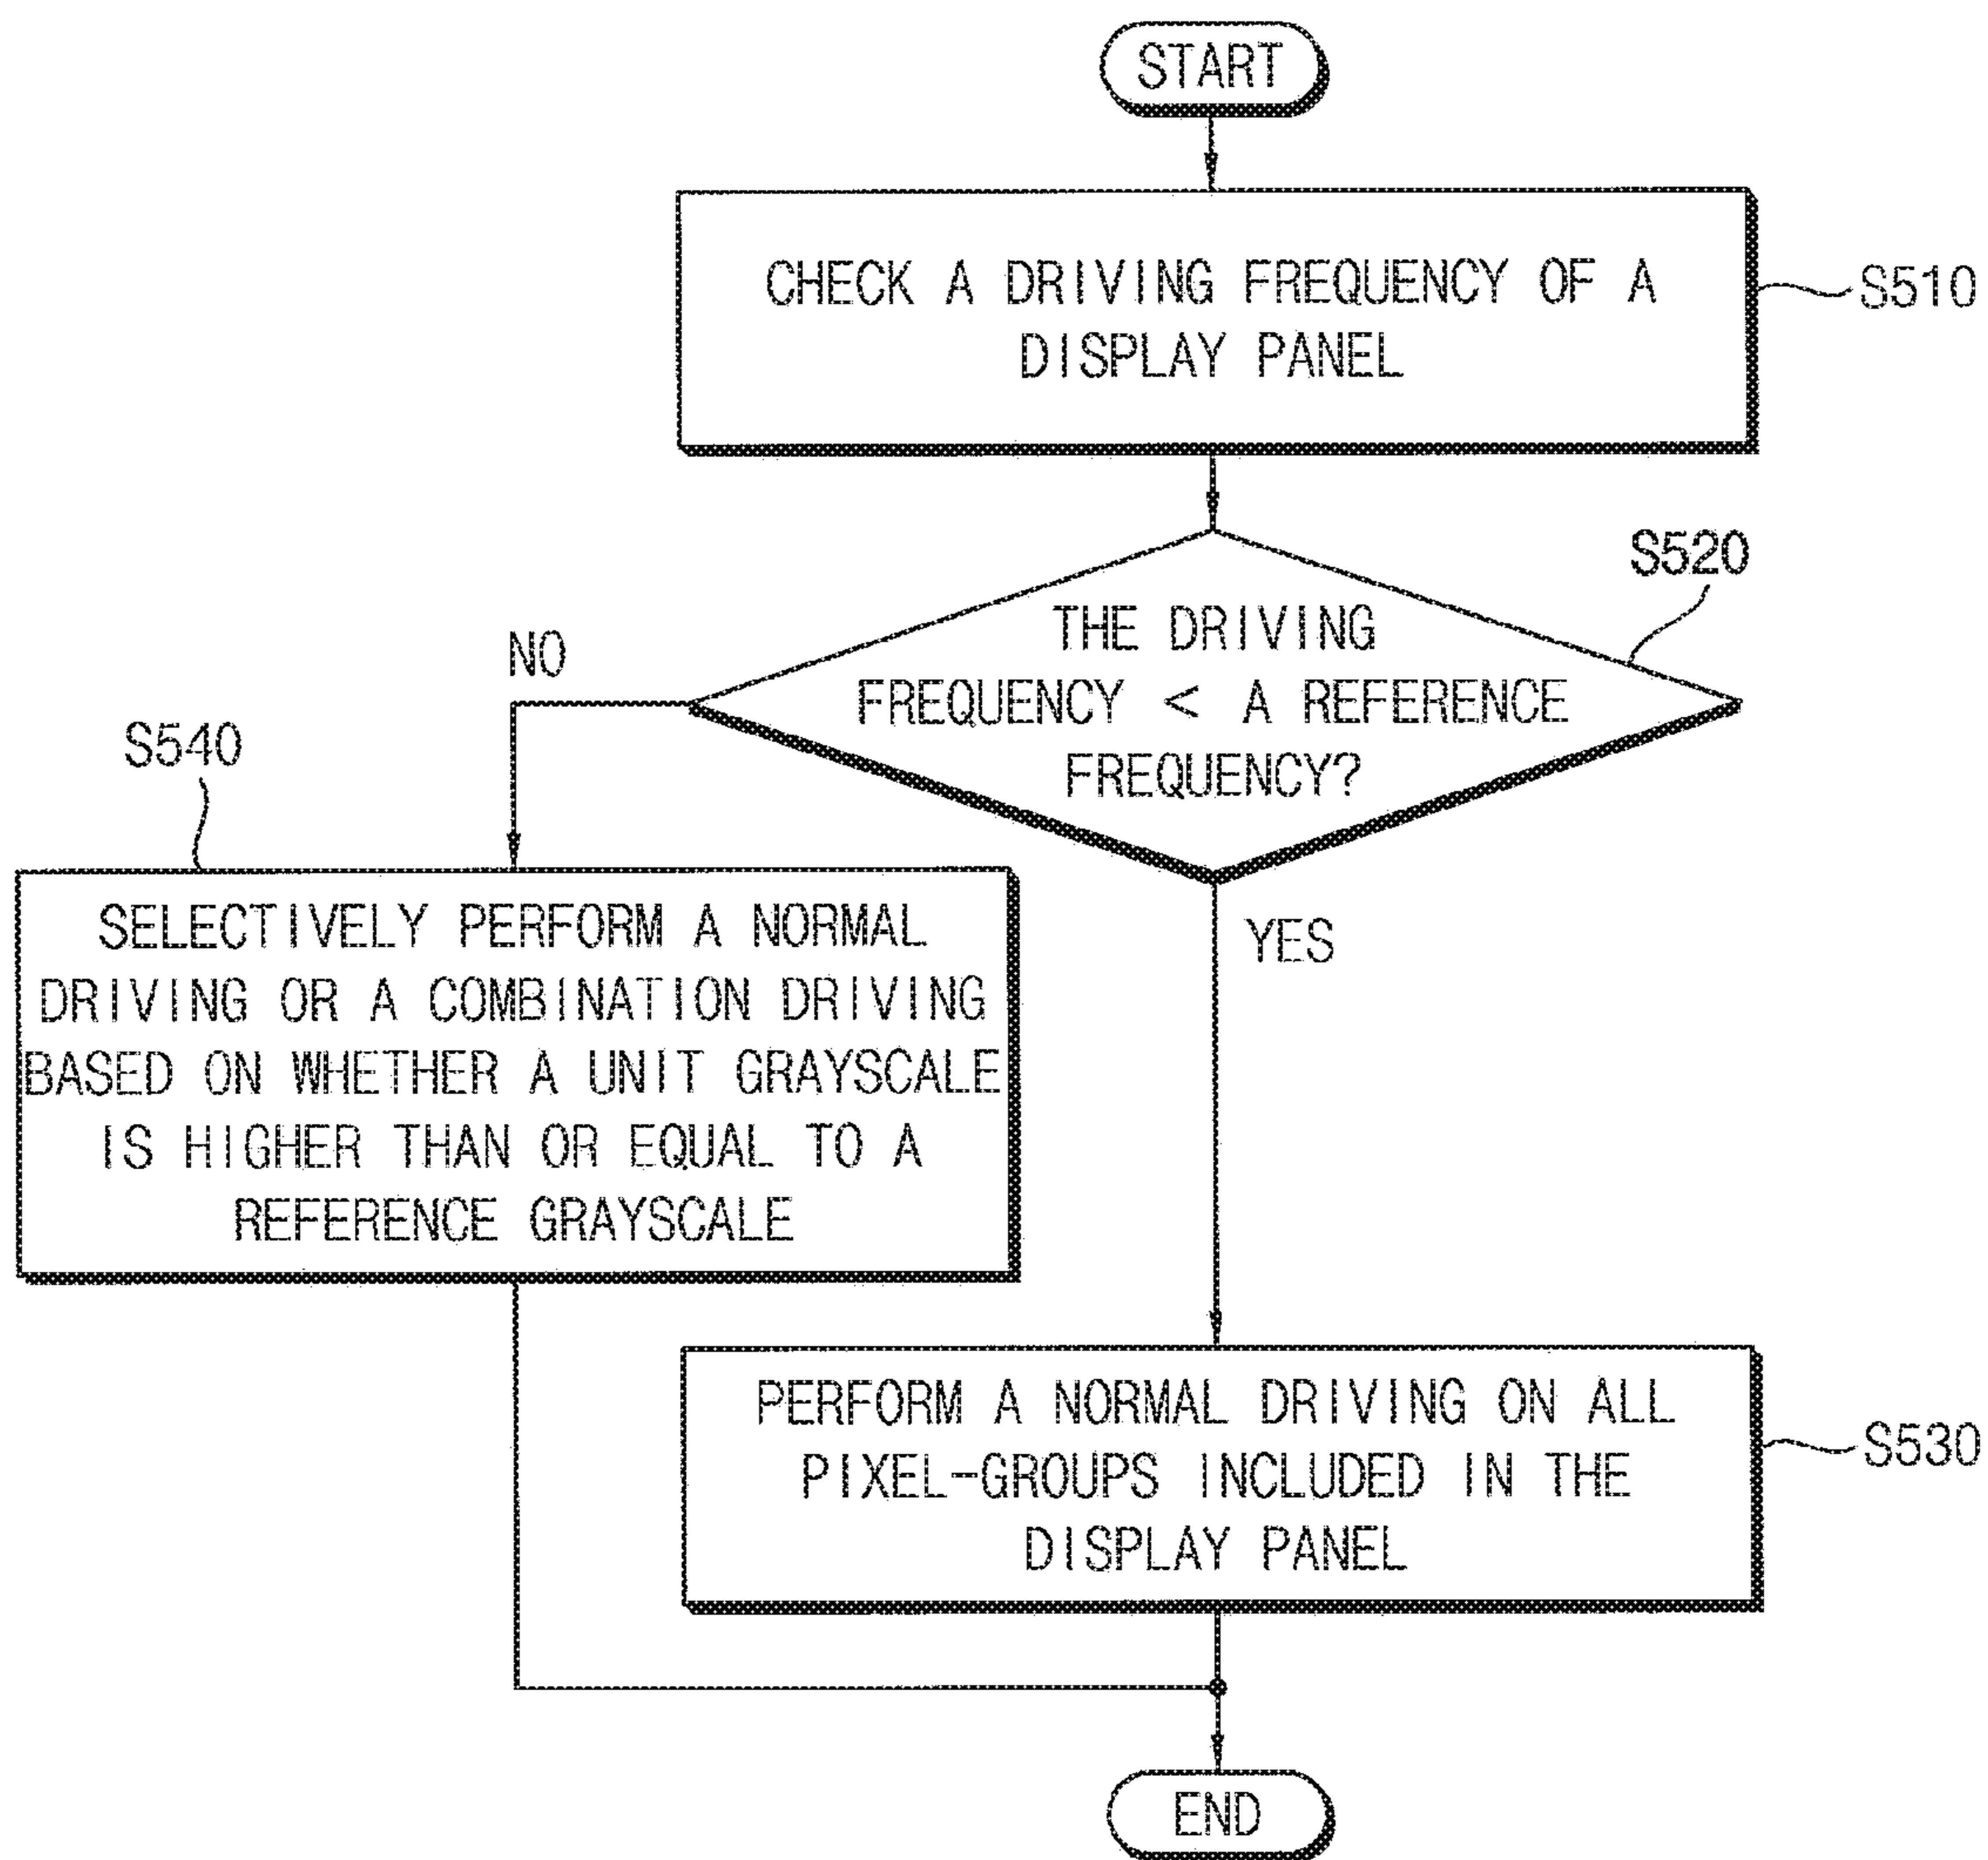 START
CHECK A DRIVING FREQUENCY OF A
DISPLAY PANEL
S510
S520
THE DRIVING
FREQUENCY < A REFERENCE
FREQUENCY?
NO
YES
S540
SELECTIVELY PERFORM A NORMAL
DRIVING OR A COMBINATION DRIVING
BASED ON WHETHER A UNIT GRAYSCALE
IS HIGHER THAN OR EQUAL TO A
REFERENCE GRAYSCALE
PERFORM A NORMAL DRIVING ON ALL
PIXEL-GROUPS INCLUDED IN THE
DISPLAY PANEL
S530
END